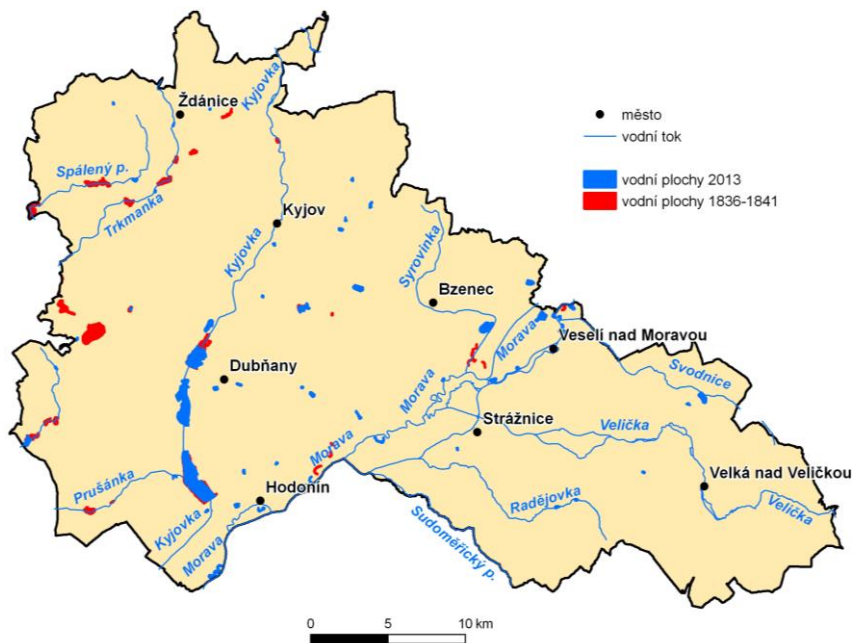 Kyjovka
Ždánice
Spálený p.
Trkmanka
Kyjov
Kyjovka
Syrovinka
Bzenec
Morava
Veselí nad Moravou
Dubňany
Morava
Svodnice
Strážnice
Velička
Morava
Prušánka
Hodonín
Velká nad Veličkou
Radějovka
Velička
Kyjovka
Morava
Sudoměřický p.
město
vodní tok
vodní plochy 2013
vodní plochy 1836-1841
0 5 10 km